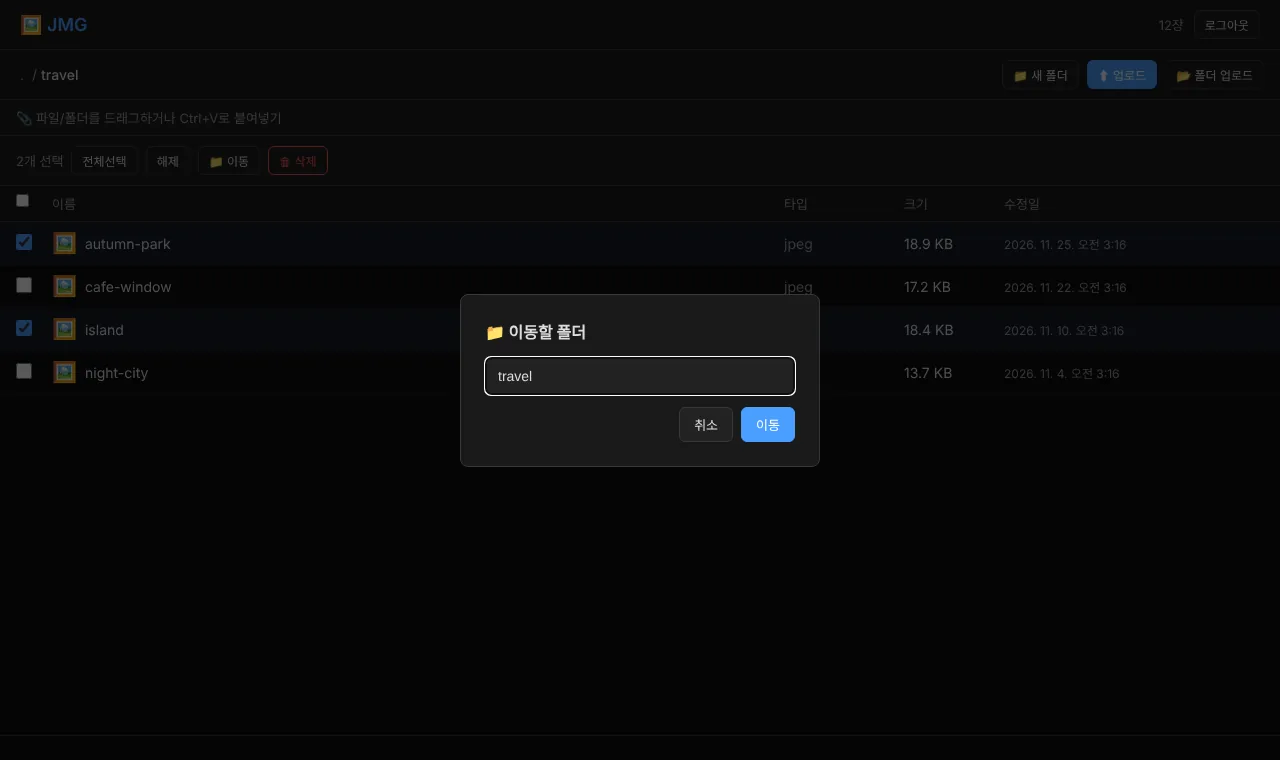 JMG
12장
로그아웃
. / travel
새 폴더
업로드
폴더 업로드
파일/폴더를 드래그하거나 Ctrl+V로 붙여넣기
2개 선택
전체선택
해제
이동
삭제
이름
타입
크기
수정일
autumn-park
jpeg
18.9 KB
2026. 11. 25. 오전 3:16
cafe-window
jpeg
17.2 KB
2026. 11. 22. 오전 3:16
island
18.4 KB
2026. 11. 10. 오전 3:16
night-city
13.7 KB
2026. 11. 4. 오전 3:16
이동할 폴더
travel
취소
이동